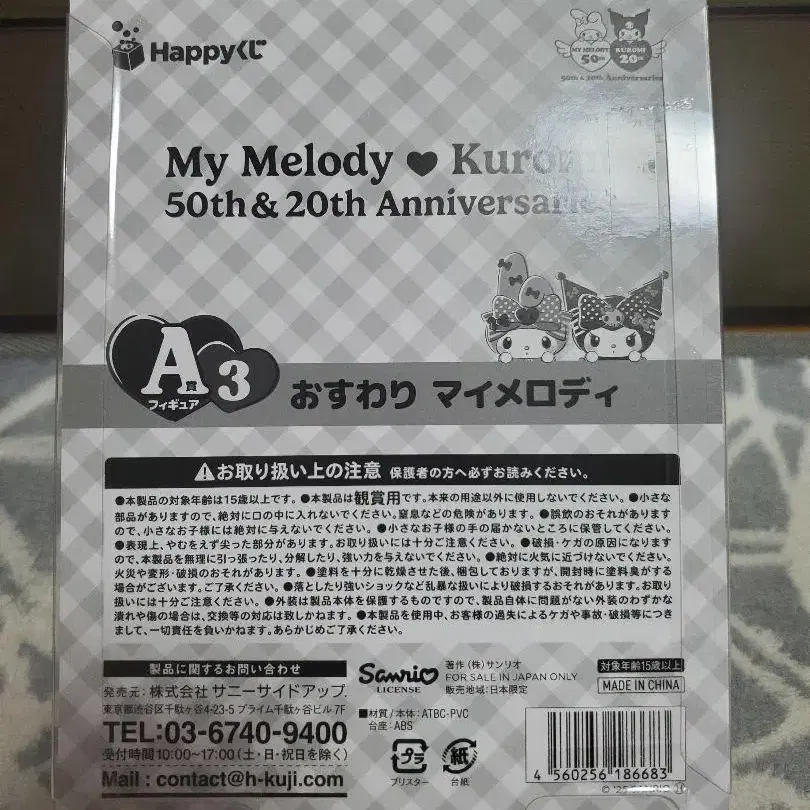 Happyくじ
MY MELODY 50th KUROMI 20th
50th & 20th Anniversaries
My Melody ♥ Kuromi
50th & 20th Anniversaries
A賞 3
フィギュア
おすわり マイメロディ
⚠お取り扱い上の注意 保護者の方へ必ずお読みください。
●本製品の対象年齢は15歳以上です。●本製品は観賞用です。本来の用途以外に使用しないでください。●小さな
部品がありますので、絶対に口の中に入れないでください。窒息などの危険があります。●誤飲のおそれがあります
ので、小さなお子様には絶対に与えないでください。●小さなお子様の手の届かないところに保管してください。
●表現上、やむをえず尖った部分があります。お取り扱いには十分ご注意ください。●破損・ケガの原因になります
ので、本製品を無理に引っ張ったり、分解したり、強い力を与えないでください。●絶対に火気に近づけないでください。
火災や変形・破損のおそれがあります。●塗料を十分に乾燥させた後、梱包しておりますが、開封時に塗料臭がする
場合がございます。ご了承ください。●落としたり強いショックなど乱暴な扱いにより破損するおそれがあります。お取り
扱いには十分ご注意ください。●外装は製品本体を保護するものですので、製品自体に問題がない外装のわずかな
潰れや傷の場合は、交換等の対応は致しかねます。●本製品を使用中、お客様の過失によるケガや事故・破損等につき
まして、一切責任を負いかねます。あらかじめご了承ください。
製品に関するお問い合わせ
発売元:株式会社 サニーサイドアップ
東京都渋谷区千駄ヶ谷4-23-5 プライム千駄ヶ谷ビル 7F
TEL:03-6740-9400
受付時間10:00〜17:00(土・日・祝日を除く)
Mail : contact@h-kuji.com
Sanrio
LICENSE
著作(株)サンリオ
FOR SALE IN JAPAN ONLY
販売地域:日本限定
■材質/本体:ATBC-PVC
台座:ABS
プラ
ブリスター
紙
台紙
対象年齢15歳以上
MADE IN CHINA
4 560256 186683